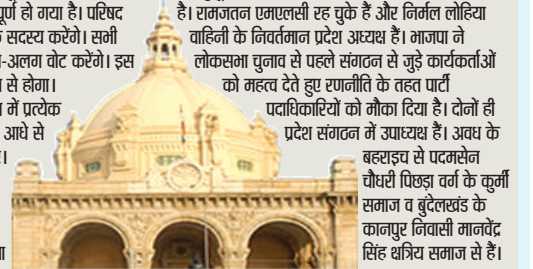 पूर्ण हो गया है। परिषद
सदस्य करेंगे। सभी
-अलग वोट करेंगे। इस
से होगा।
में प्रत्येक
आधे से
है। रामजतन एमएलसी रह चुके हैं और निर्मल लोहिया
वाहिनी के निवर्तमान प्रदेश अध्यक्ष हैं। भाजपा ने
लोकसभा चुनाव से पहले संगठन से जुड़े कार्यकर्ताओं
को महत्व देते हुए रणनीति के तहत पार्टी
पदाधिकारियों को मौका दिया है। दोनों ही
प्रदेश संगठन में उपाध्यक्ष हैं। अवध के
बहराइच से पदमसेन
चौधरी पिछड़ा वर्ग के कुर्मी
समाज व बुंदेलखंड के
कानपुर निवासी मानवेंद्र
सिंह क्षत्रिय समाज से हैं।